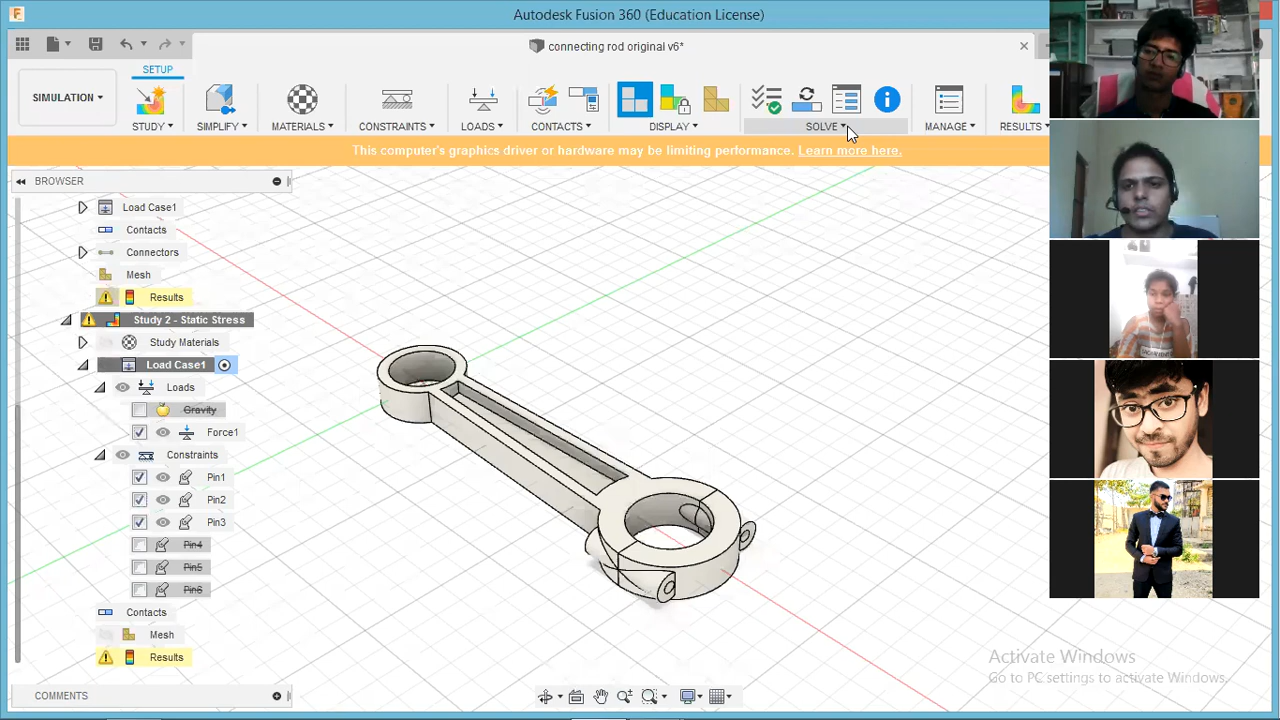 Autodesk Fusion 360 (Education License)
connecting rod original v6*
SETUP
SIMULATION
STUDY
SIMPLIFY
MATERIALS
CONSTRAINTS
LOADS
CONTACTS
DISPLAY
SOLVE
MANAGE
RESULTS
This computer's graphics driver or hardware may be limiting performance. Learn more here.
BROWSER
Load Case1
Contacts
Connectors
Mesh
Results
Study 2 - Static Stress
Study Materials
Load Case1
Loads
Gravity
Force1
Constraints
Pin1
Pin2
Pin3
Pin4
Pin5
Pin6
Contacts
Mesh
Results
COMMENTS
Activate Windows
Go to PC settings to activate Windows.